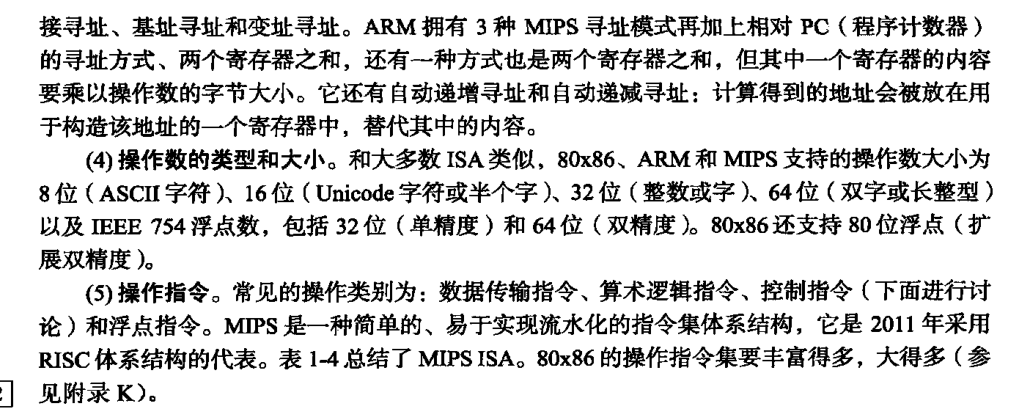 接寻址、基址寻址和变址寻址。ARM 拥有 3 种 MIPS 寻址模式再加上相对 PC（程序计数器）
的寻址方式、两个寄存器之和，还有一种方式也是两个寄存器之和，但其中一个寄存器的内容
要乘以操作数的字节大小。它还有自动递增寻址和自动递减寻址：计算得到的地址会被放在用
于构造该地址的一个寄存器中，替代其中的内容。
(4) 操作数的类型和大小。和大多数 ISA 类似，80x86、ARM 和 MIPS 支持的操作数大小为
8 位（ASCII 字符）、16 位（Unicode 字符或半个字）、32 位（整数或字）、64 位（双字或长整型）
以及 IEEE 754 浮点数，包括 32 位（单精度）和 64 位（双精度）。80x86 还支持 80 位浮点（扩
展双精度）。
(5) 操作指令。常见的操作类别为：数据传输指令、算术逻辑指令、控制指令（下面进行讨
论）和浮点指令。MIPS 是一种简单的、易于实现流水化的指令集体系结构，它是 2011 年采用
RISC 体系结构的代表。表 1-4 总结了 MIPS ISA。80x86 的操作指令集要丰富得多，大得多（参
见附录 K）。